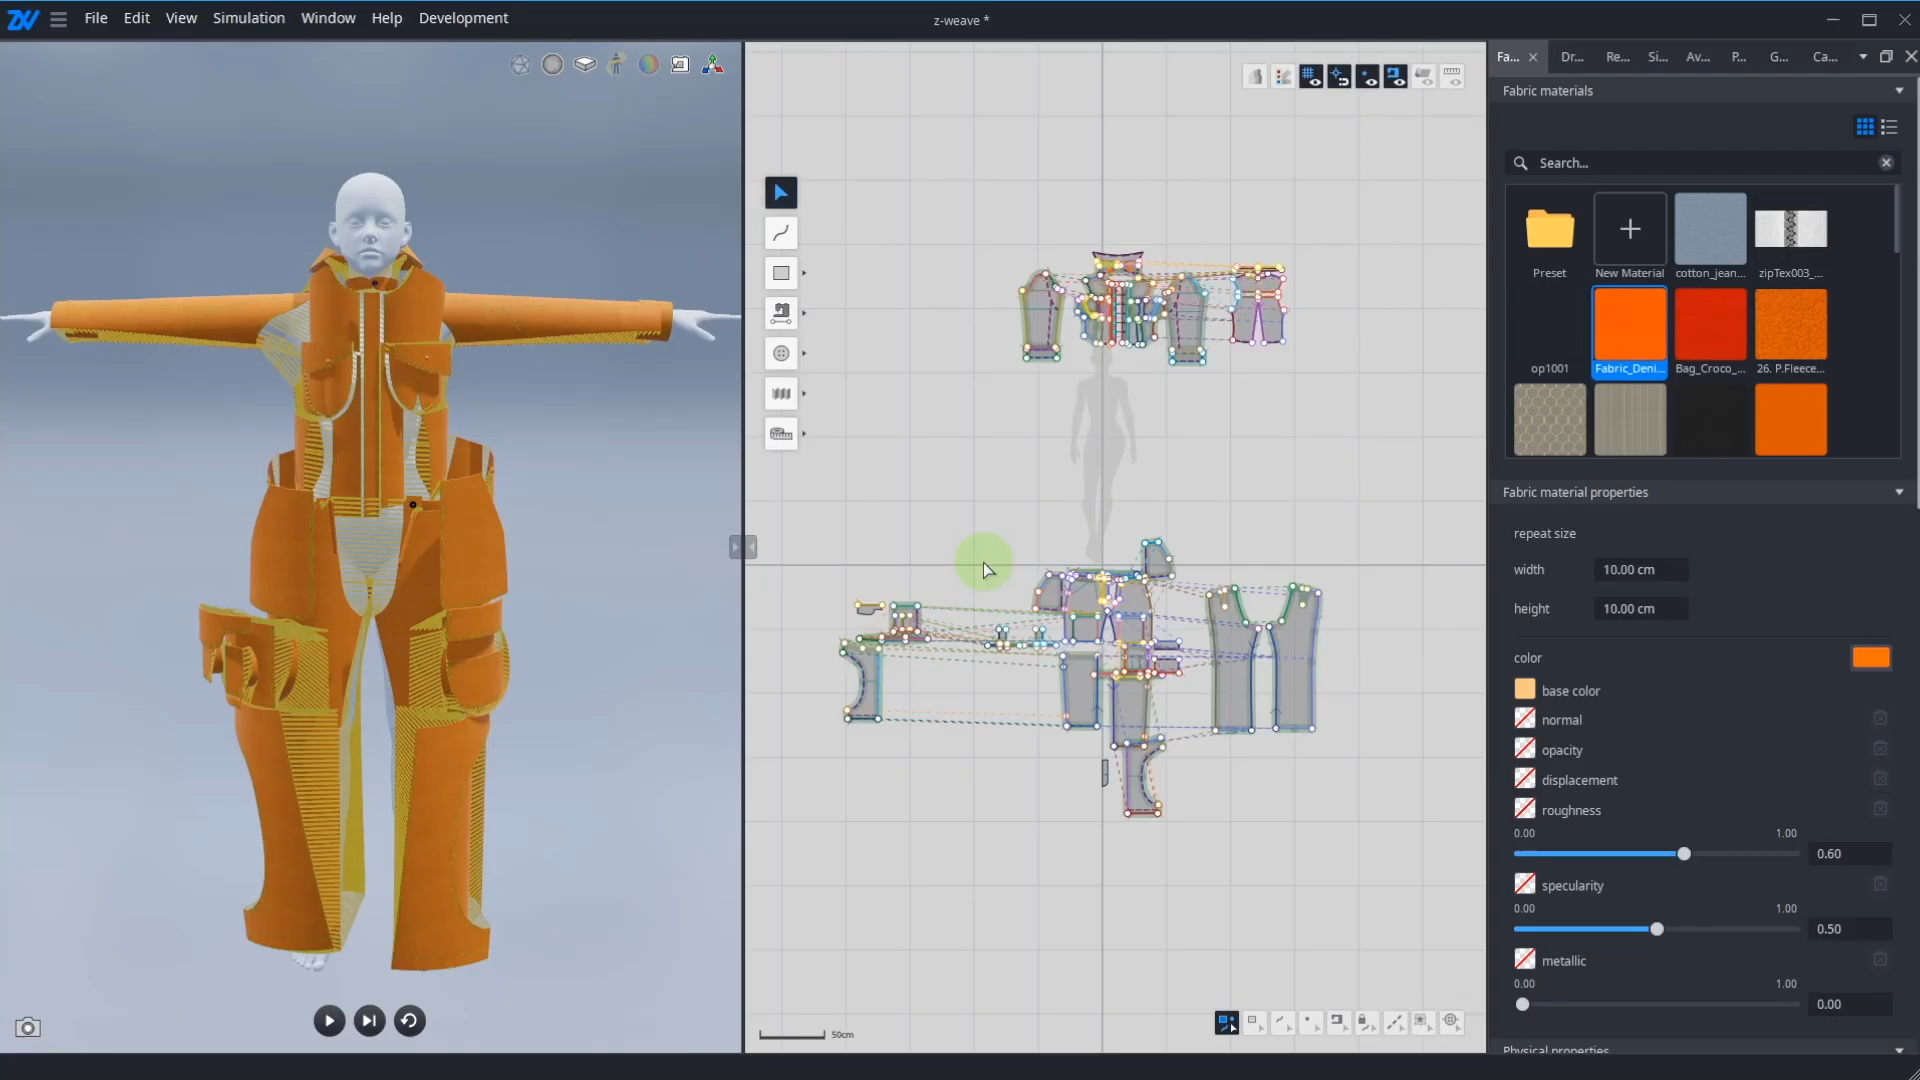 File Edit View Simulation Window Help Development
z-weave *
Fa... Dr... Re... Si... Av... P... G... Ca...
Fabric materials
Search...
Preset New Material cotton_jean... zipTex003_...
op1001 Fabric_Deni... Bag_Croco_... 26. P.Fleece...
Fabric material properties
repeat size
width 10.00 cm
height 10.00 cm
color
base color
normal
opacity
displacement
roughness
0.00 1.00
0.60
specularity
0.00 1.00
0.50
metallic
0.00 1.00
0.00
50cm
Physical properties